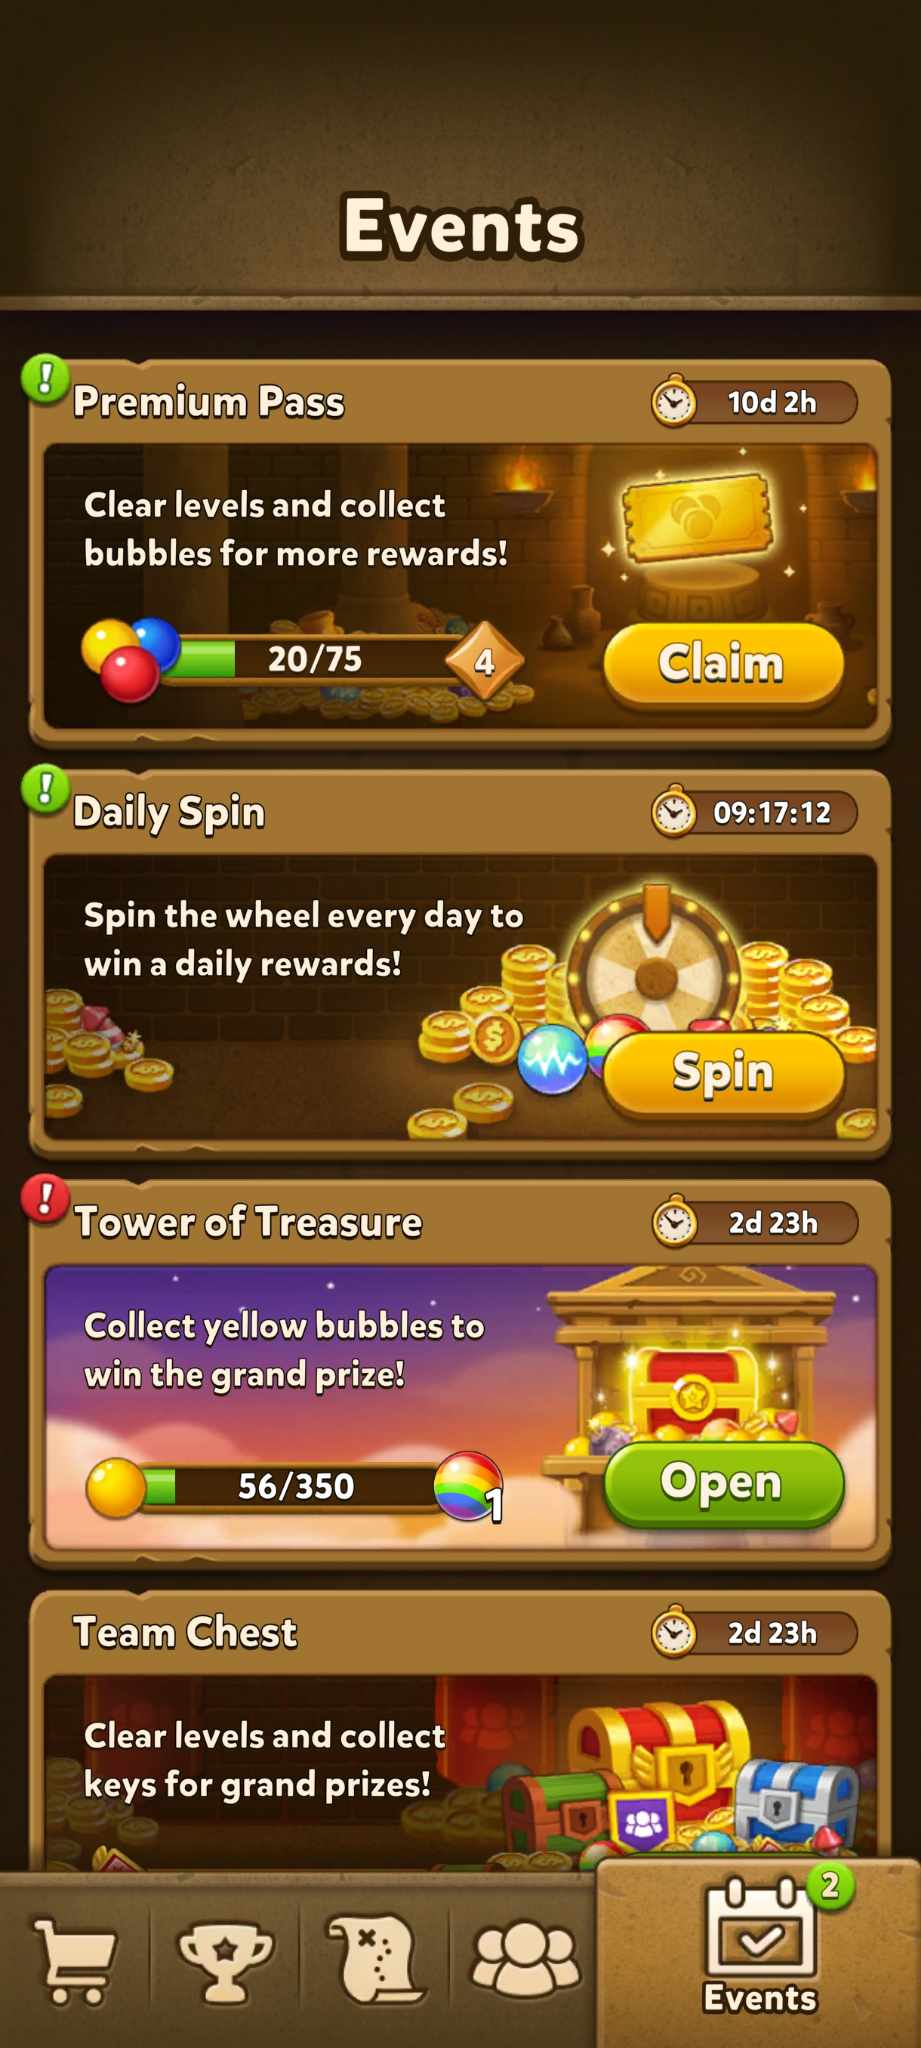 Events
!
Premium Pass
10d 2h
Clear levels and collect
bubbles for more rewards!
20/75
4
Claim
!
Daily Spin
09:17:12
Spin the wheel every day to
win a daily rewards!
Spin
!
Tower of Treasure
2d 23h
Collect yellow bubbles to
win the grand prize!
56/350
1
Open
Team Chest
2d 23h
Clear levels and collect
keys for grand prizes!
2
Events